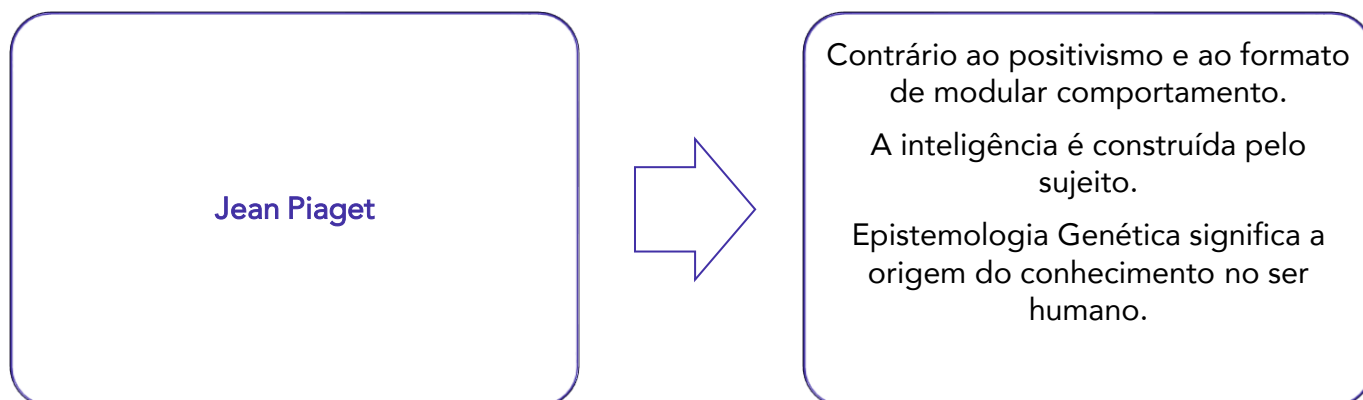 Jean Piaget
Contrário ao positivismo e ao formato
de modular comportamento.
A inteligência é construída pelo
sujeito.
Epistemologia Genética significa a
origem do conhecimento no ser
humano.